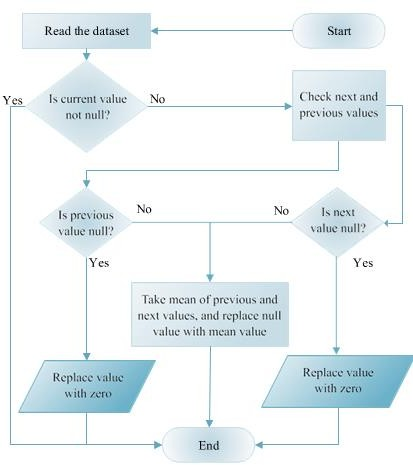 Read the dataset
Start
Yes
Is current value
not null?
No
Check next and
previous values
Is previous
value null?
No
No
Is next
value null?
Yes
Yes
Take mean of previous and
next values, and replace null
value with mean value
Replace value
with zero
Replace value
with zero
End